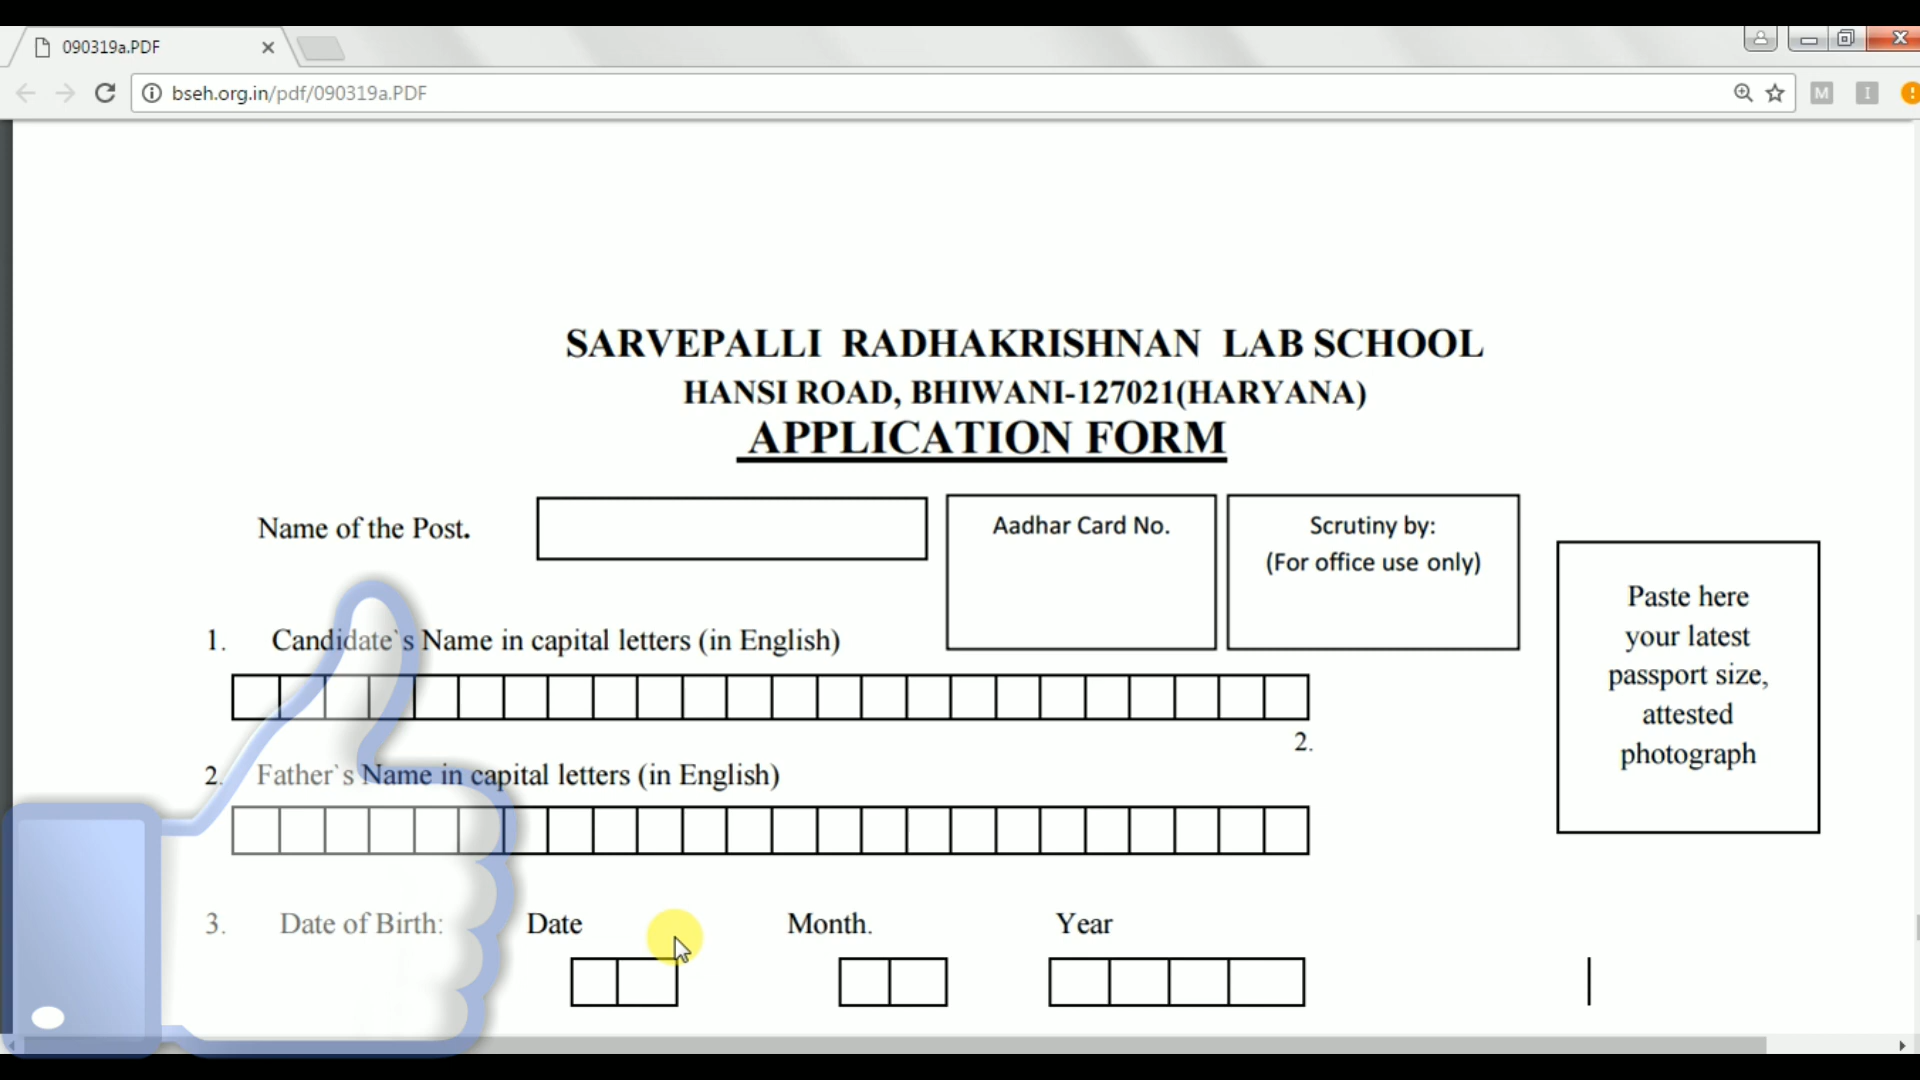 090319a.PDF
bseh.org.in/pdf/090319a.PDF
M
I
SARVEPALLI RADHAKRISHNAN LAB SCHOOL
HANSI ROAD, BHIWANI-127021(HARYANA)
APPLICATION FORM
Name of the Post.
Aadhar Card No.
Scrutiny by:
(For office use only)
Paste here
your latest
passport size,
attested
photograph
1. Candidate`s Name in capital letters (in English)
2.
2. Father`s Name in capital letters (in English)
3. Date of Birth: Date Month. Year